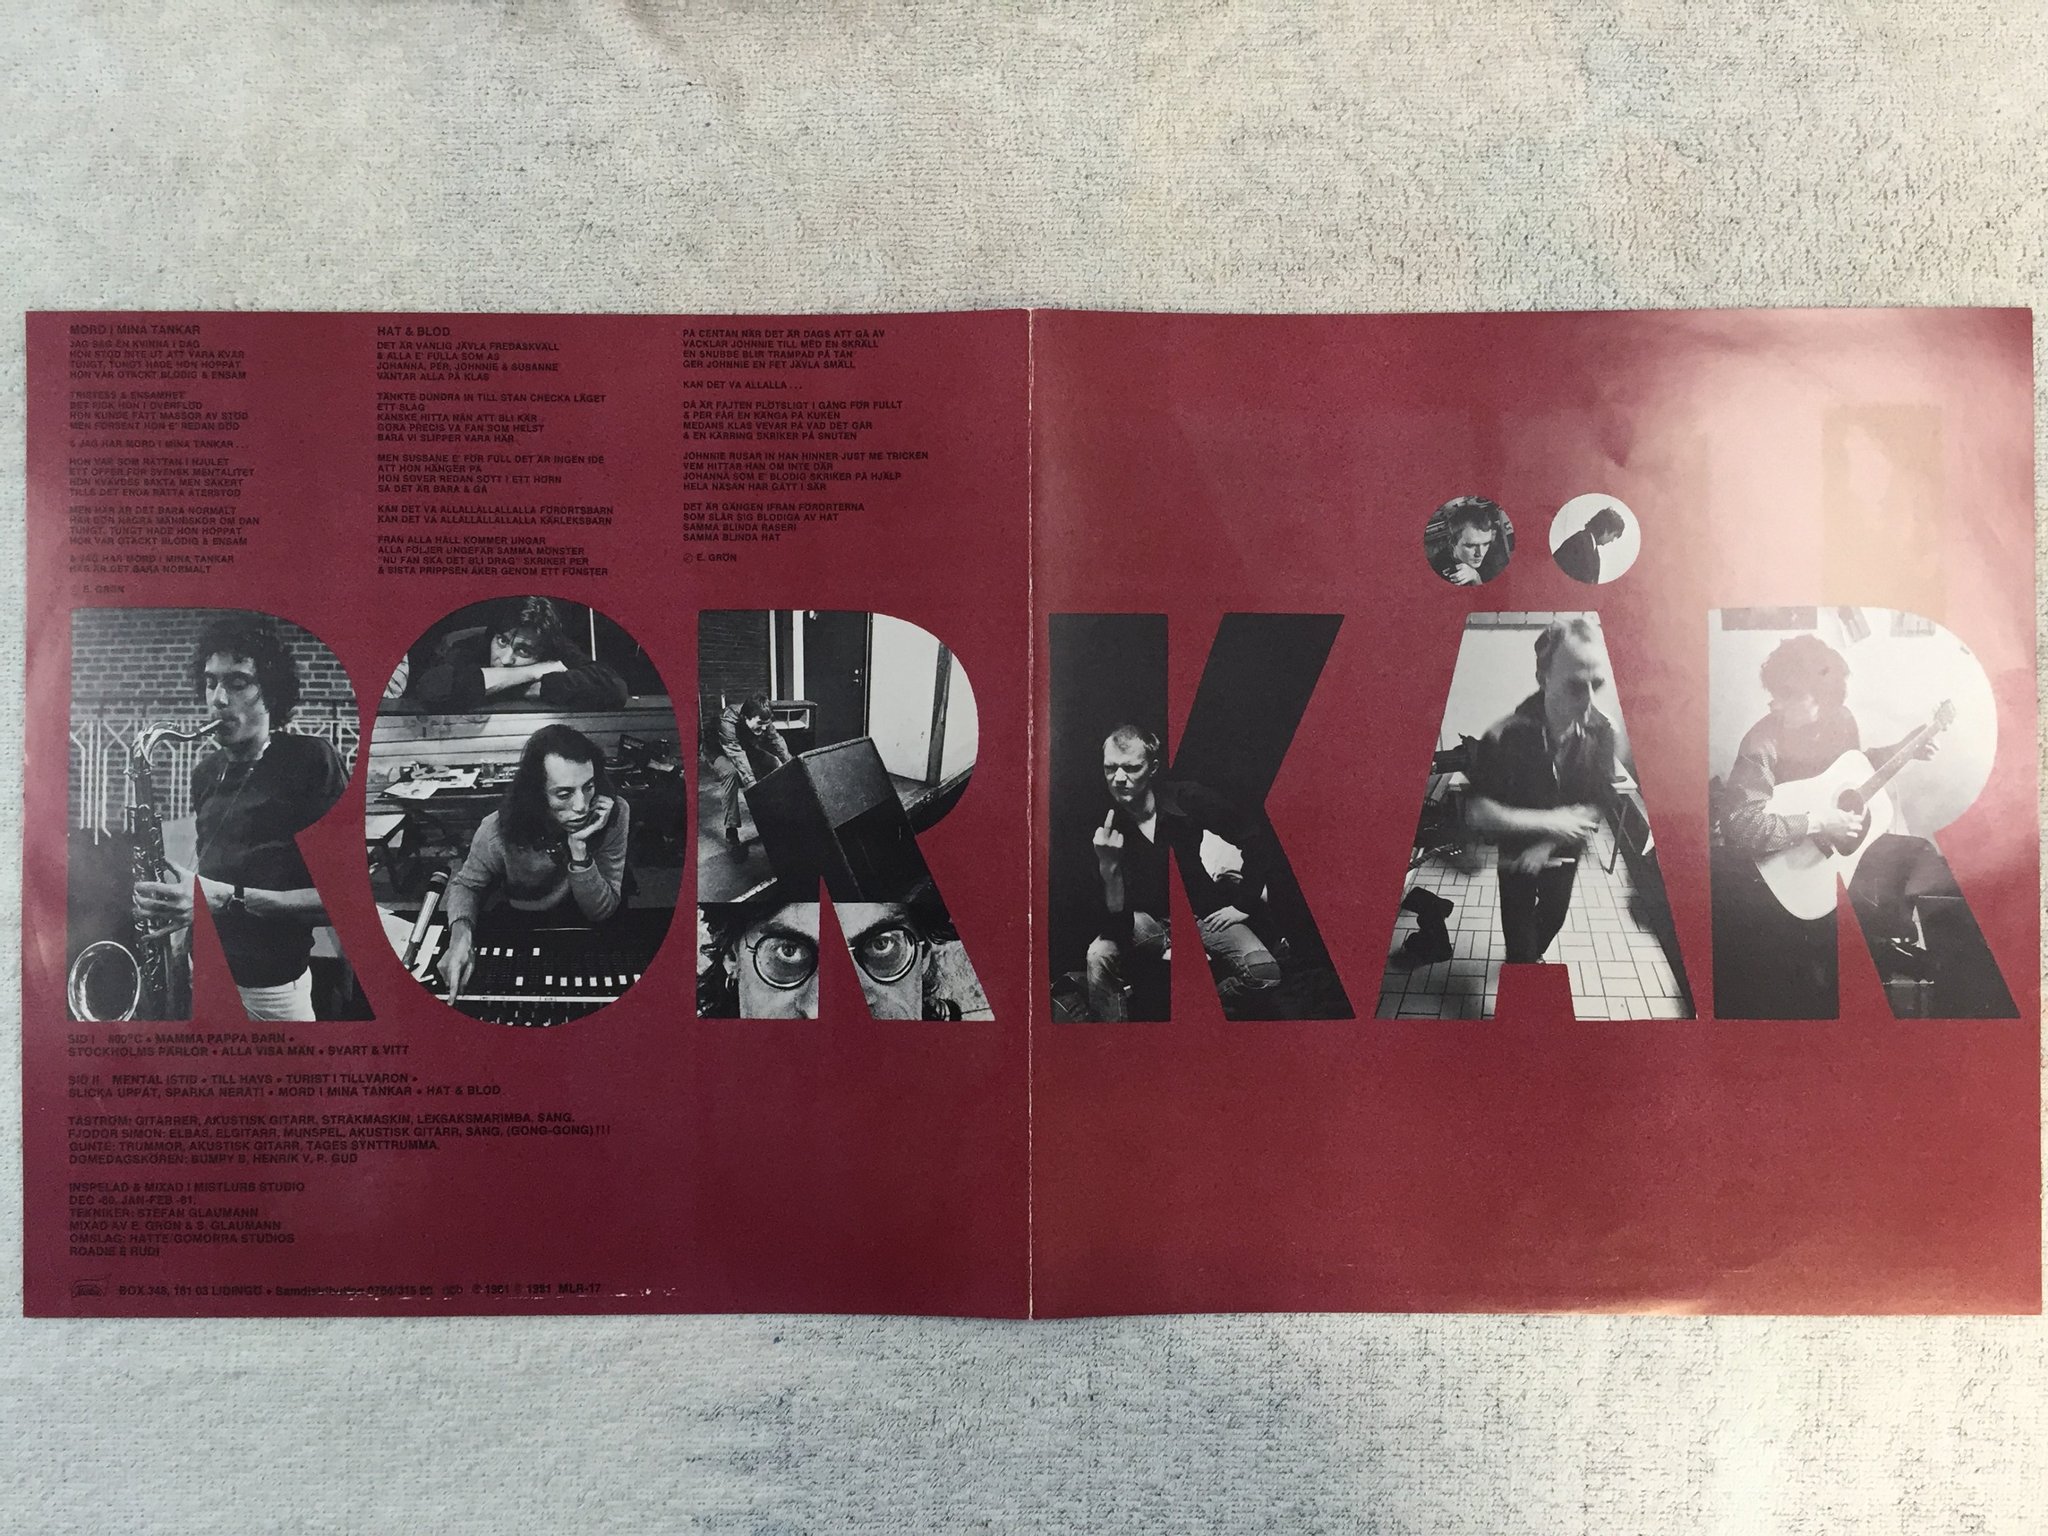 MORD I MINA TANKAR
JAG SÅG EN KVINNA I DAG
HON STOD INTE UT ATT VARA KVAR
TUNGT, TUNGT HADE HON HOPPAT
HON VAR OTÄCKT BLODIG & ENSAM
TRISTESS & ENSAMHET
DET FICK HON I ÖVERFLÖD
HON KUNDE FÅTT MASSOR AV STÖD
MEN FÖRSENT HON E' REDAN DÖD
& JAG HAR MORD I MINA TANKAR . . .
HON VAR SOM RÅTTAN I HJULET
ETT OFFER FÖR SVENSK MENTALITET
HON KVÄVDES SAKTA MEN SÄKERT
TILLS DET ENDA RÄTTA ÅTERSTOD
MEN HÄR ÄR DET BARA NORMALT
HAR DÖN NÅGRA MÄNNISKOR OM DAN
TUNGT, TUNGT HADE HON HOPPAT
HON VAR OTÄCKT BLODIG & ENSAM
& JAG HAR MORD I MINA TANKAR
HÄR ÄR DET BARA NORMALT
E. GRÖN
HAT & BLOD
DET ÄR VANLIG JÄVLA FREDASKVÄLL
& ALLA E' FULLA SOM AS
JOHANNA, PER, JOHNNIE & SUSANNE
VÄNTAR ALLA PÅ KLAS
TÄNKTE DUNDRA IN TILL STAN CHECKA LÄGET
ETT SLAG
KANSKE HITTA NÅN ATT BLI KÄR I
GÖRA PRECIS VA FAN SOM HELST
BARA VI SLIPPER VARA HÄR
MEN SUSSANE E' FÖR FULL DET ÄR INGEN IDE
ATT HON HÄNGER PÅ
HON SOVER REDAN SÖTT I ETT HÖRN
SÅ DET ÄR BARA & GÅ
KAN DET VA ALLALLALLALLALLA FÖRORTSBARN
KAN DET VA ALLALLALLALLALLA KÄRLEKSBARN
FRÅN ALLA HÅLL KOMMER UNGAR
ALLA FÖLJER UNGEFÄR SAMMA MÖNSTER
"NU FAN SKA DET BLI DRAG" SKRIKER PER
& SISTA PRIPPSEN ÅKER GENOM ETT FÖNSTER
PÅ CENTAN NÄR DET ÄR DAGS ATT GÅ AV
VACKLAR JOHNNIE TILL MED EN SKRÄLL
EN SNUBBE BLIR TRAMPAD PÅ TÅN
GER JOHNNIE EN FET JÄVLA SMÄLL
KAN DET VA ALLALLA . . .
DÅ ÄR FAJTEN PLÖTSLIGT I GÅNG FÖR FULLT
& PER FÅR EN KÄNGA PÅ KUKEN
MEDANS KLAS VEVAR PÅ VAD DET GÅR
& EN KÄRRING SKRIKER PÅ SNUTEN
JOHNNIE RUSAR IN HAN HINNER JUST ME TRICKEN
VEM HITTAR HAN OM INTE DÄR
JOHANNA SOM E' BLODIG SKRIKER PÅ HJÄLP
HELA NÄSAN HAR GÅTT I SÄR
DET ÄR GÄNGEN IFRÅN FÖRORTERNA
SOM SLÅR SIG BLODIGA AV HAT
SAMMA BLINDA RASERI
SAMMA BLINDA HAT
E. GRÖN
RORKÄR
SID I 800°C • MAMMA PAPPA BARN •
STOCKHOLMS PÄRLOR • ALLA VISA MÄN • SVART & VITT
SID II MENTAL ISTID • TILL HAVS • TURIST I TILLVARON •
SLICKA UPPÅT, SPARKA NERÅT! • MORD I MINA TANKAR • HAT & BLOD
TÅSTRÖM: GITARRER, AKUSTISK GITARR, STRÅKMASKIN, LEKSAKSMARIMBA, SÅNG.
FJODOR SIMON: ELBAS, ELGITARR, MUNSPEL, AKUSTISK GITARR, SÅNG, (GONG-GONG)!!!
GUNTE: TRUMMOR, AKUSTISK GITARR, TAGES SYNTTRUMMA.
DOMEDAGSKÖREN: BUMPY B, HENRIK V, P. GUD
INSPELAD & MIXAD I MISTLURS STUDIO
DEC -80, JAN-FEB -81.
TEKNIKER: STEFAN GLAUMANN
MIXAD AV E. GRÖN & S. GLAUMANN
OMSLAG: HATTE/GOMORRA STUDIOS
ROADIE E RUDI
BOX 348, 181 03 LIDINGÖ • Samdistribution 0764/315 90 ncb ℗ 1981 © 1981 MLR-17